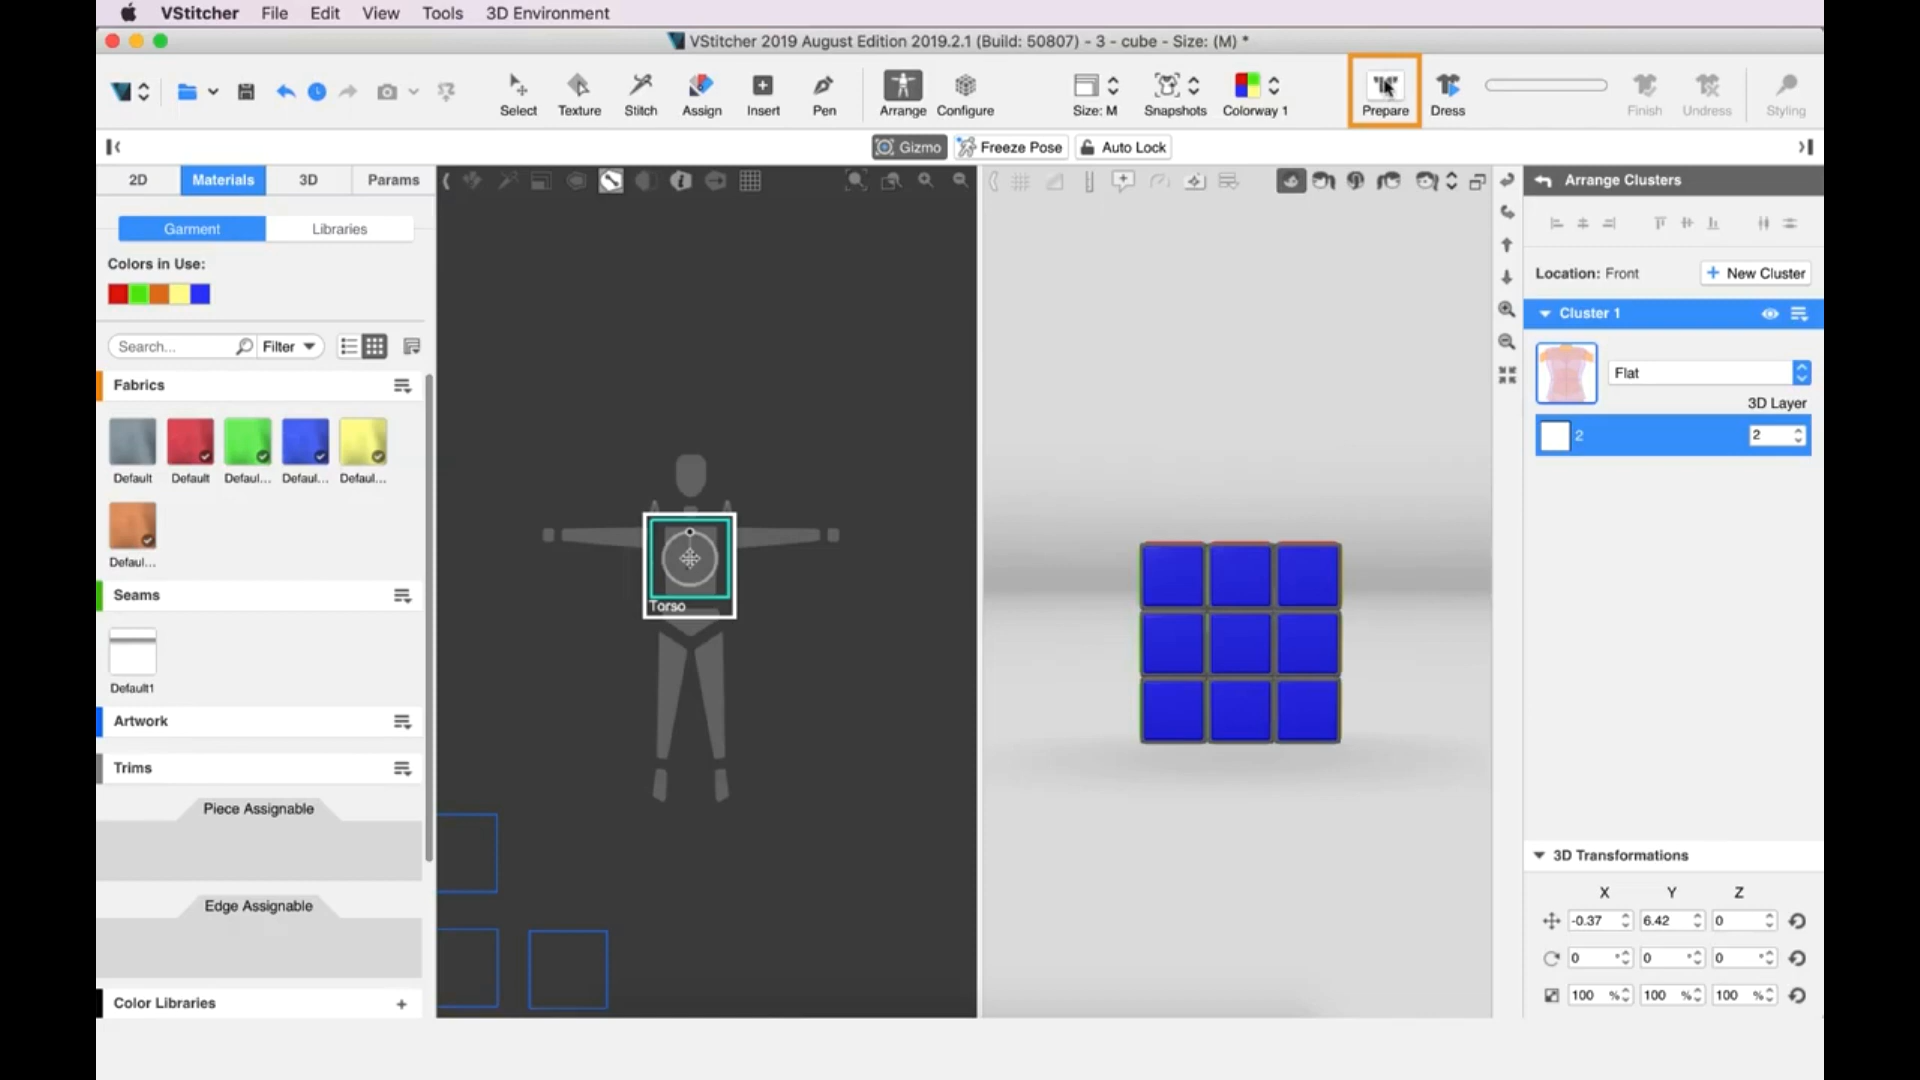 VStitcher File Edit View Tools 3D Environment
VStitcher 2019 August Edition 2019.2.1 (Build: 50807) - 3 - cube - Size: (M) *
Select Texture Stitch Assign Insert Pen Arrange Configure Size: M Snapshots Colorway 1 Prepare Dress Finish Undress Styling
Gizmo Freeze Pose Auto Lock
2D Materials 3D Params
Arrange Clusters
Garment Libraries
Colors in Use:
Location: Front + New Cluster
Cluster 1
Search... Filter
Flat
3D Layer
Fabrics
2 2
Default Default Defaul... Defaul... Defaul...
Defaul...
Seams
Torso
Default1
Artwork
Trims
Piece Assignable
3D Transformations
X Y Z
Edge Assignable
-0.37 6.42 0
0 ° 0 ° 0 °
100 % 100 % 100 %
Color Libraries +